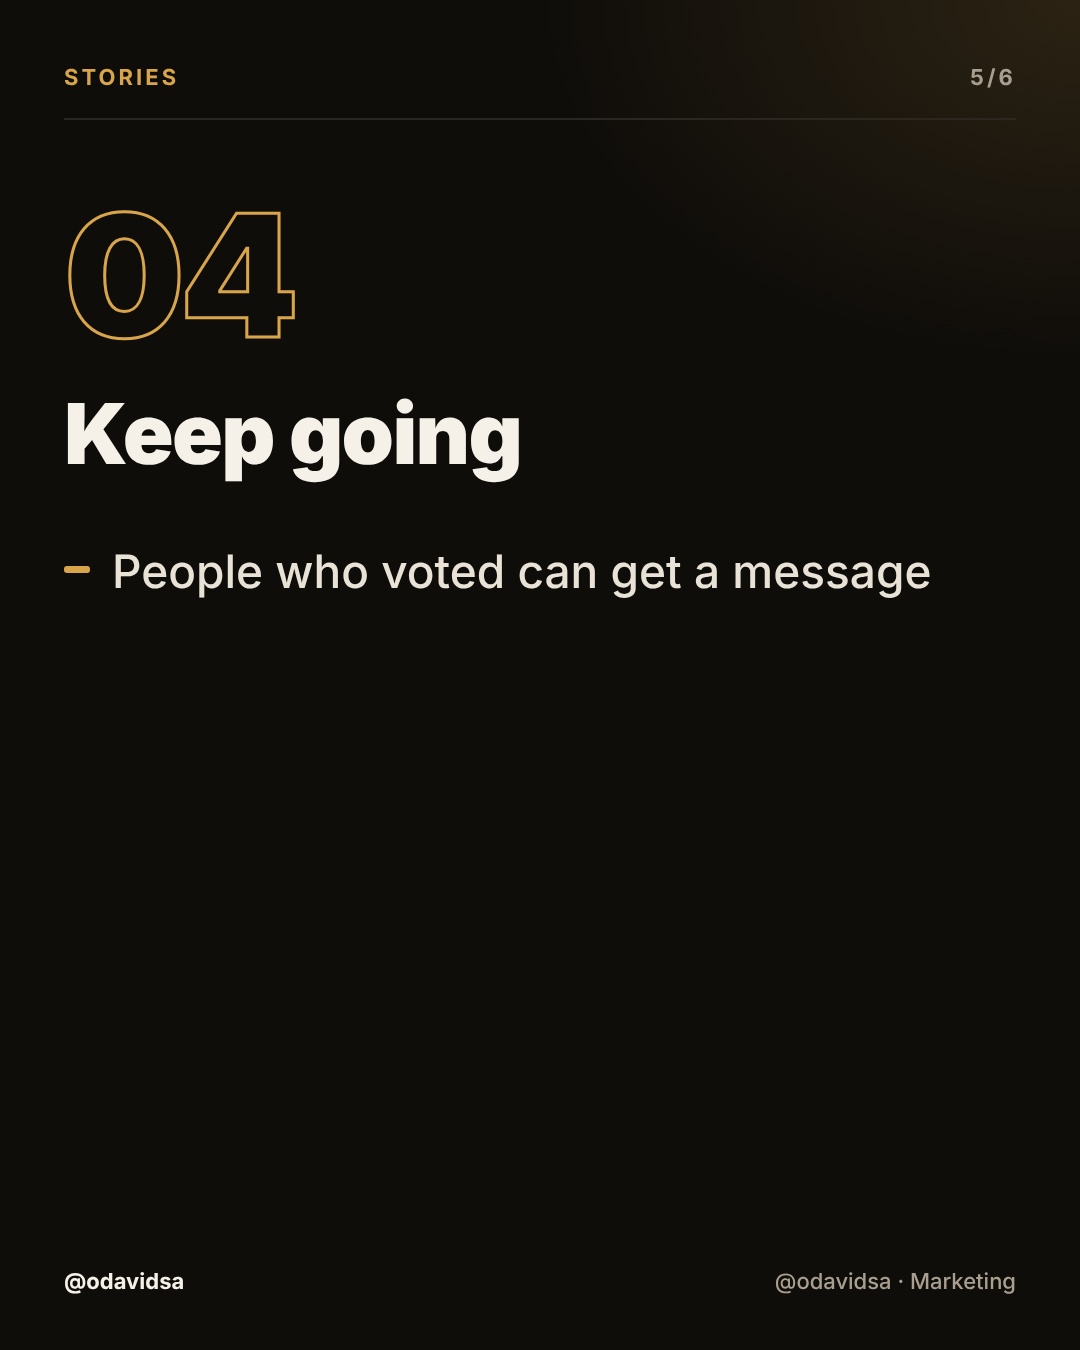 STORIES
5/6
04
Keep going
People who voted can get a message
@odavidsa
@odavidsa · Marketing